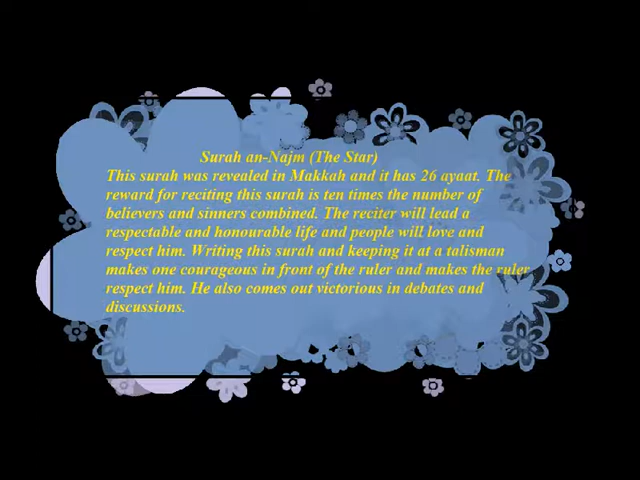 Surah an-Najm (The Star)
This surah was revealed in Makkah and it has 26 ayaat. The
reward for reciting this surah is ten times the number of
believers and sinners combined. The reciter will lead a
respectable and honourable life and people will love and
respect him. Writing this surah and keeping it at a talisman
makes one courageous in front of the ruler and makes the ruler
respect him. He also comes out victorious in debates and
discussions.